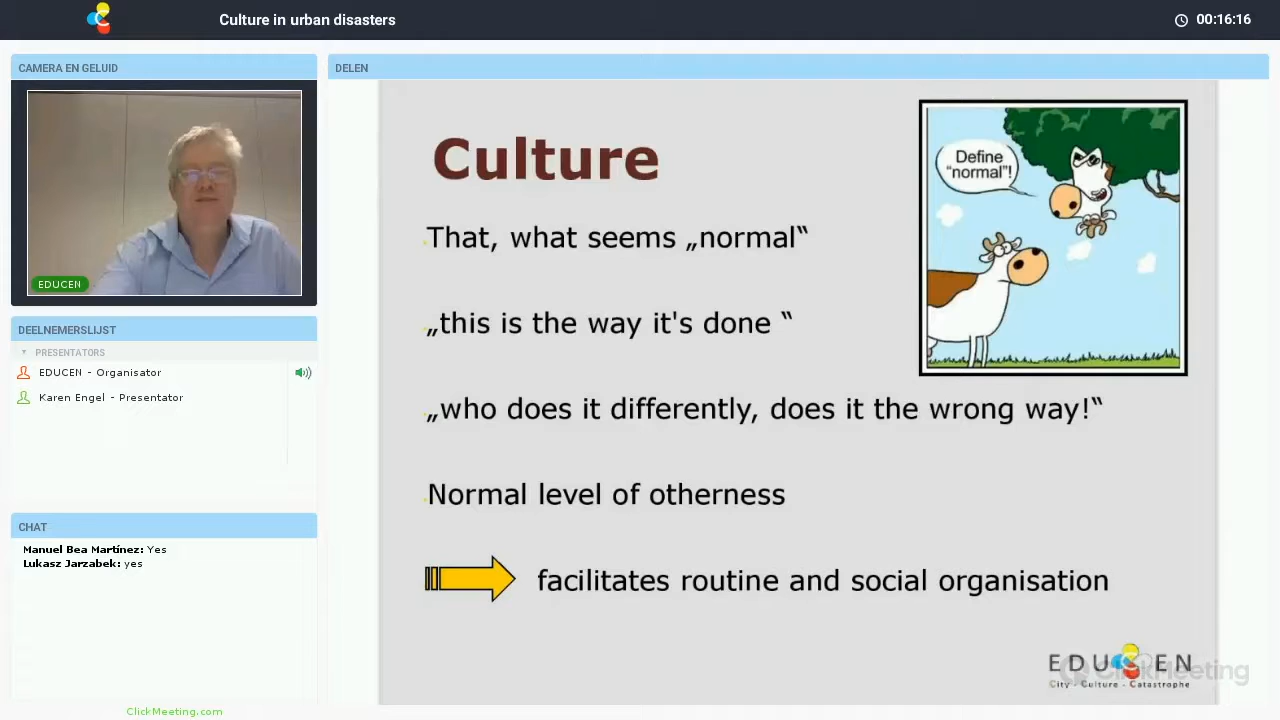 Culture in urban disasters
00:16:16
CAMERA EN GELUID
EDUCEN
DEELNEMERSLIJST
PRESENTATORS
EDUCEN - Organisator
Karen Engel - Presentator
CHAT
Manuel Bea Martínez: Yes
Lukasz Jarzabek: yes
ClickMeeting.com
DELEN
Culture
Define
"normal"!
That, what seems „normal‟
„this is the way it's done ‟
„who does it differently, does it the wrong way!‟
Normal level of otherness
facilitates routine and social organisation
EDUCEN
City - Culture - Catastrophe
ClickMeeting